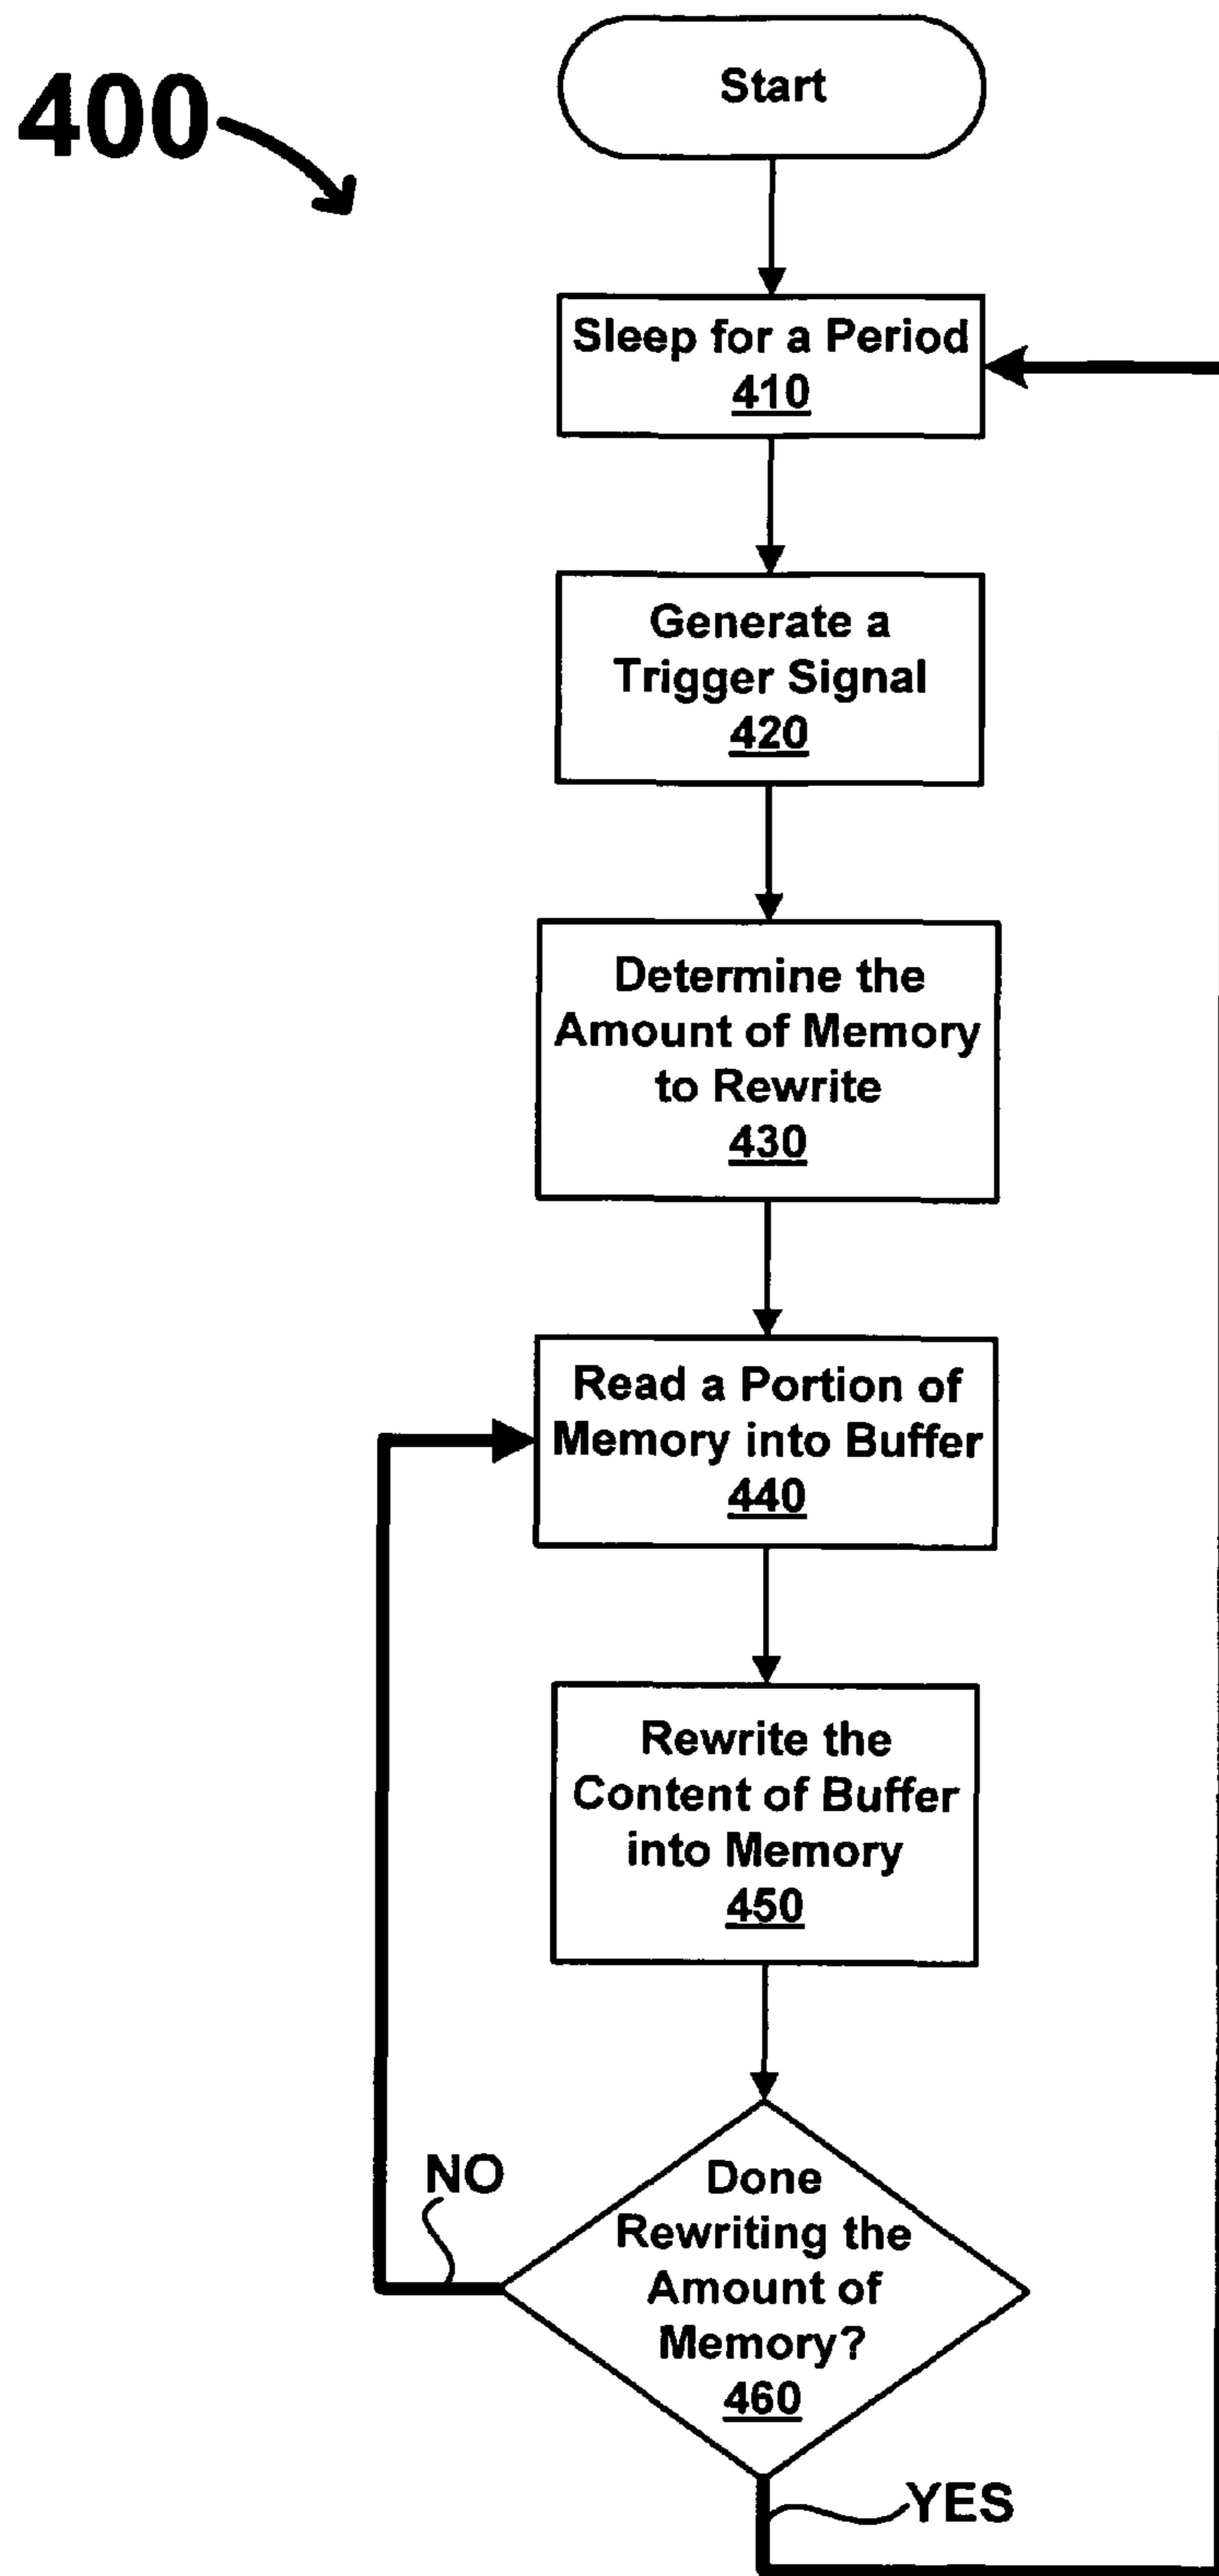 400
Start
Sleep for a Period
410
Generate a
Trigger Signal
420
Determine the
Amount of Memory
to Rewrite
430
Read a Portion of
Memory into Buffer
440
Rewrite the
Content of Buffer
into Memory
450
NO
Done
Rewriting the
Amount of
Memory?
460
YES